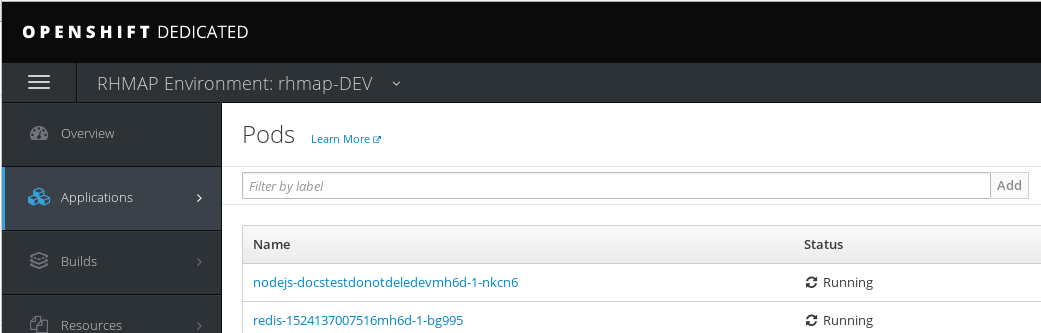 OPENSHIFT DEDICATED
RHMAP Environment: rhmap-DEV
Overview
Applications
Builds
Resources
Pods Learn More
Filter by label Add
Name Status
nodejs-docstestdonotdeledevmh6d-1-nkcn6 Running
redis-1524137007516mh6d-1-bg995 Running